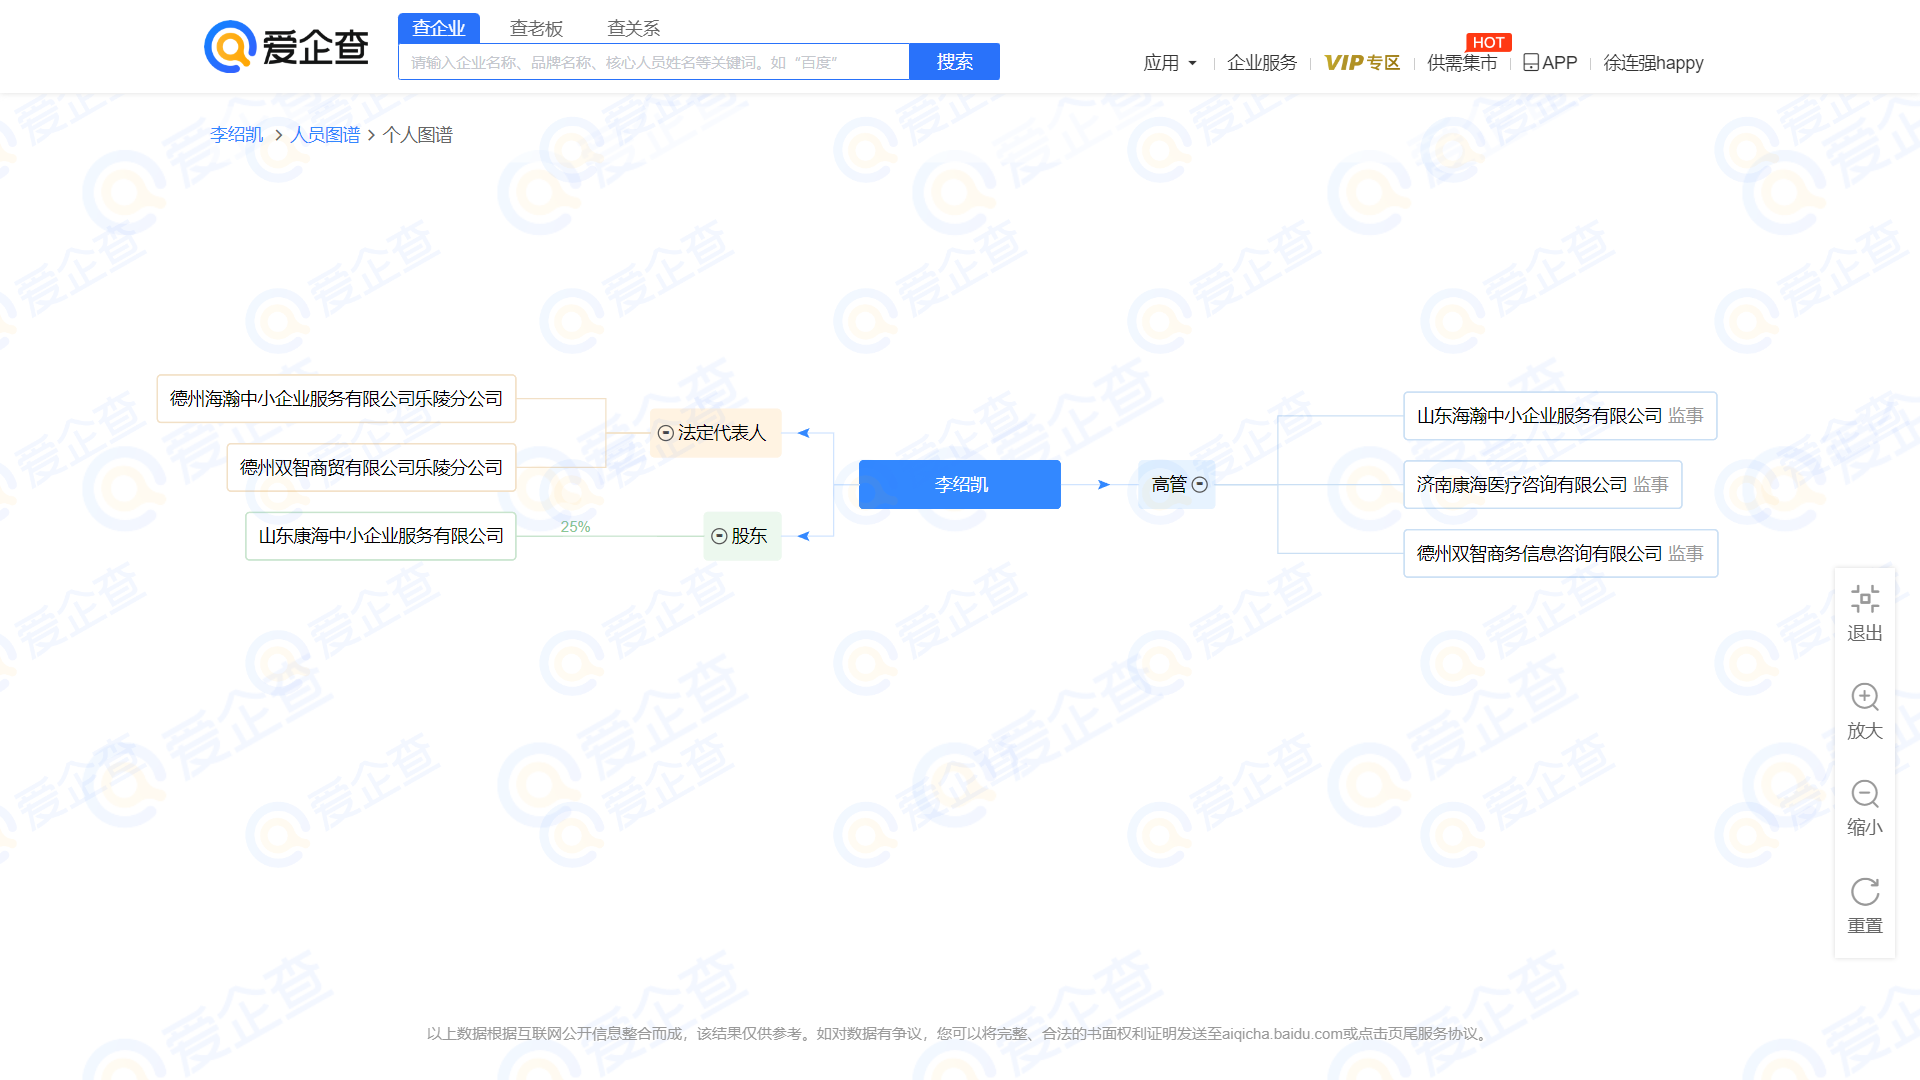 爱企查
查企业 查老板 查关系
请输入企业名称、品牌名称、核心人员姓名等关键词。如“百度” 搜索
应用 企业服务 VIP专区 供需集市 HOT APP 徐连强happy
李绍凯 > 人员图谱 > 个人图谱
德州海瀚中小企业服务有限公司乐陵分公司
德州双智商贸有限公司乐陵分公司
法定代表人
山东康海中小企业服务有限公司
25%
股东
李绍凯
高管
山东海瀚中小企业服务有限公司 监事
济南康海医疗咨询有限公司 监事
德州双智商务信息咨询有限公司 监事
退出
放大
缩小
重置
以上数据根据互联网公开信息整合而成，该结果仅供参考。如对数据有争议，您可以将完整、合法的书面权利证明发送至aiqicha.baidu.com或点击页尾服务协议。